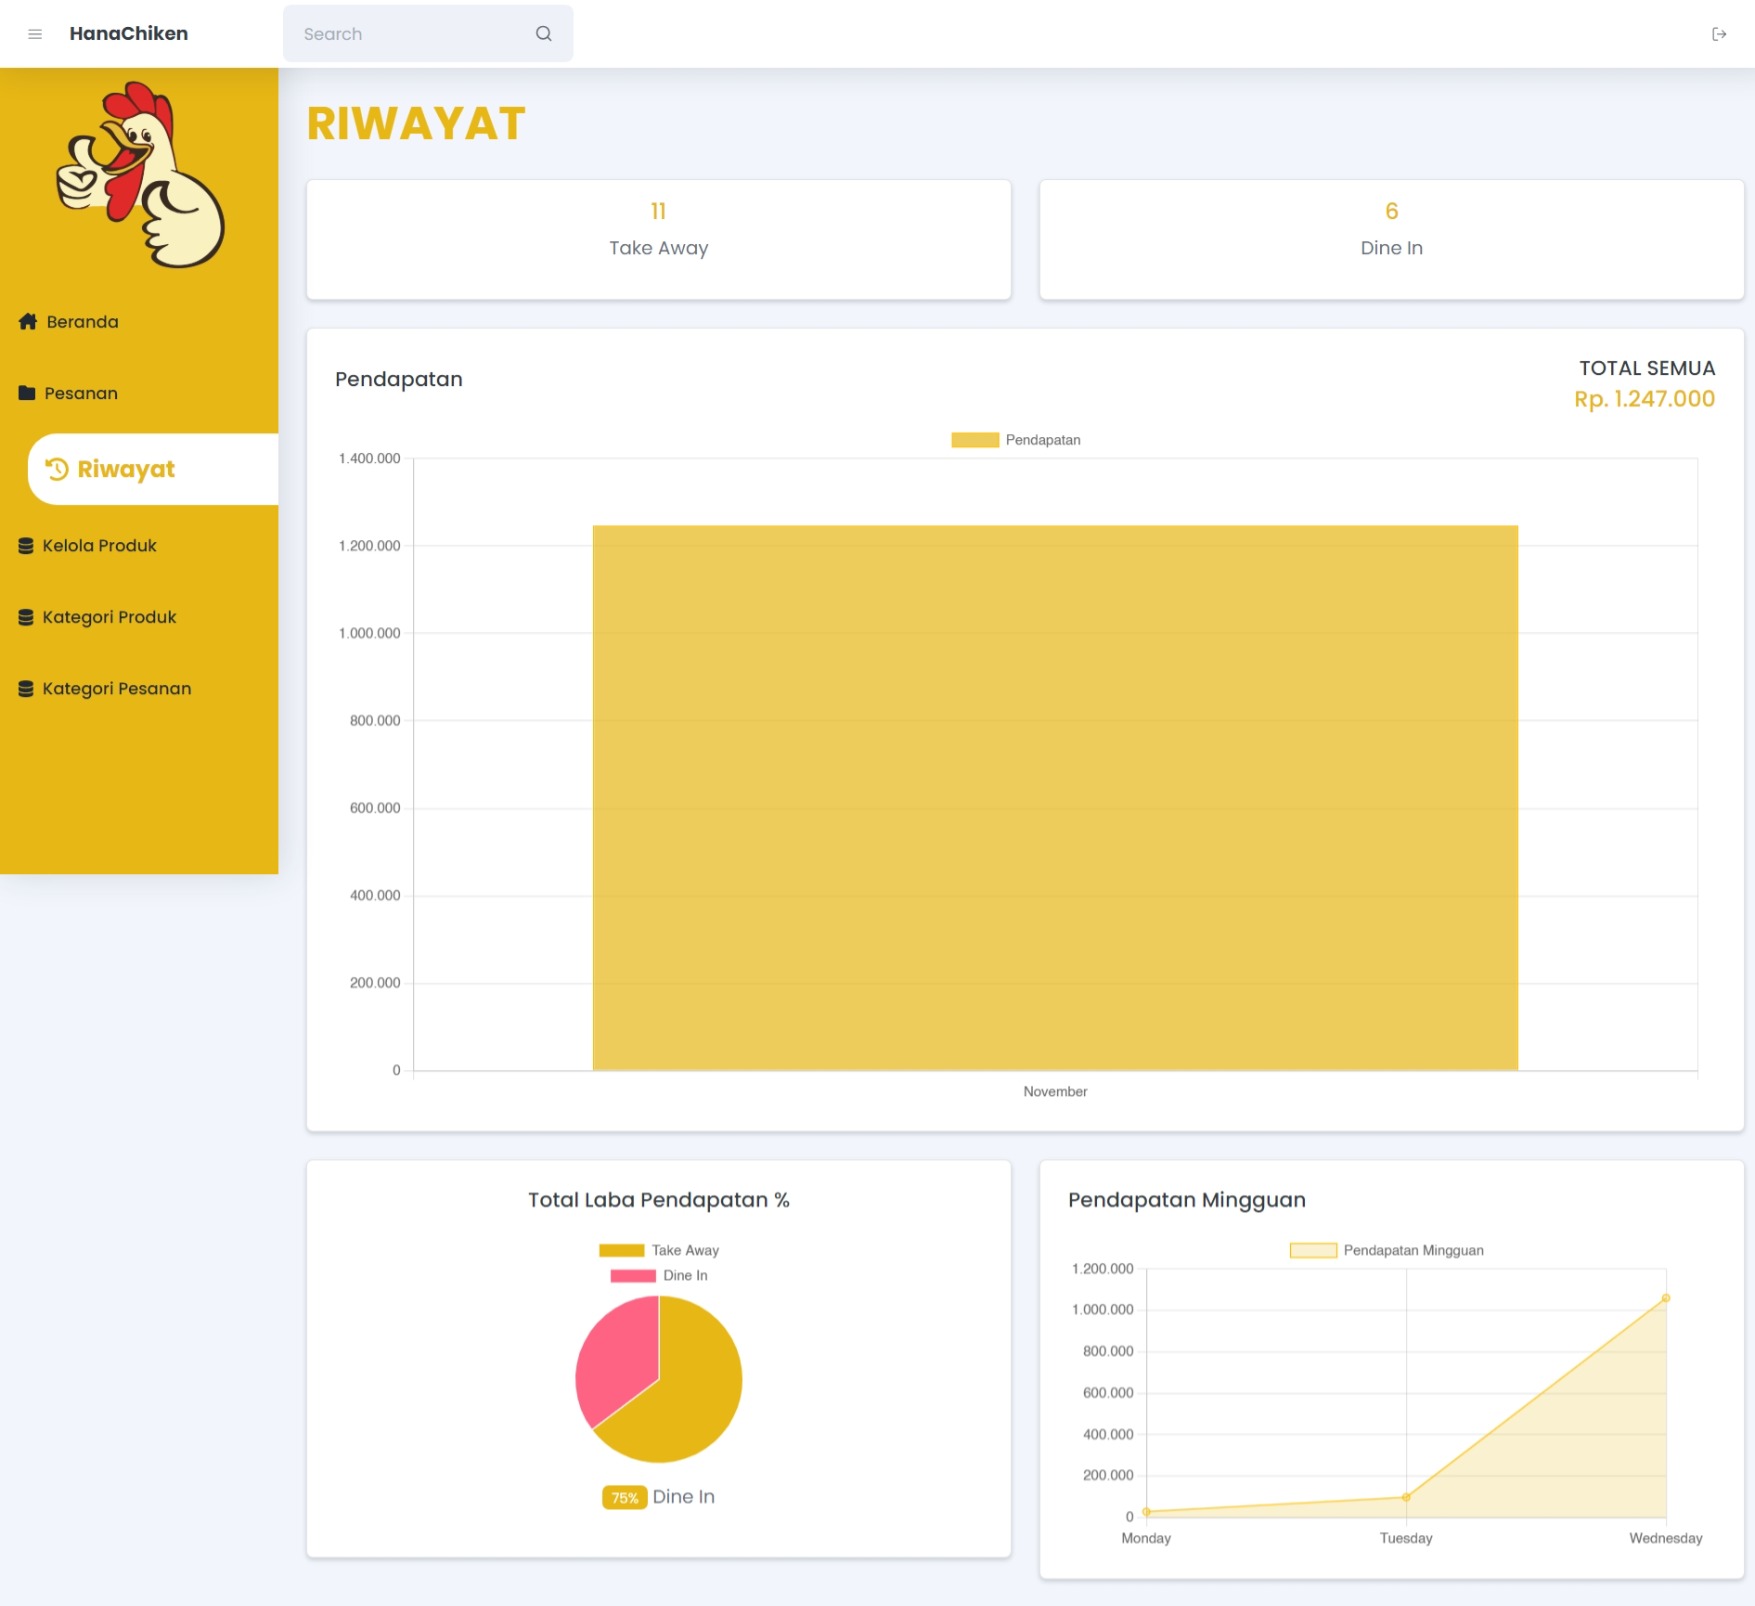 HanaChiken
Search
Beranda
Pesanan
Riwayat
Kelola Produk
Kategori Produk
Kategori Pesanan
RIWAYAT
11
Take Away
6
Dine In
Pendapatan
TOTAL SEMUA
Rp. 1.247.000
Pendapatan
1.400.000
1.200.000
1.000.000
800.000
600.000
400.000
200.000
0
November
Total Laba Pendapatan %
Take Away
Dine In
75% Dine In
Pendapatan Mingguan
Pendapatan Mingguan
1.200.000
1.000.000
800.000
600.000
400.000
200.000
0
Monday Tuesday Wednesday